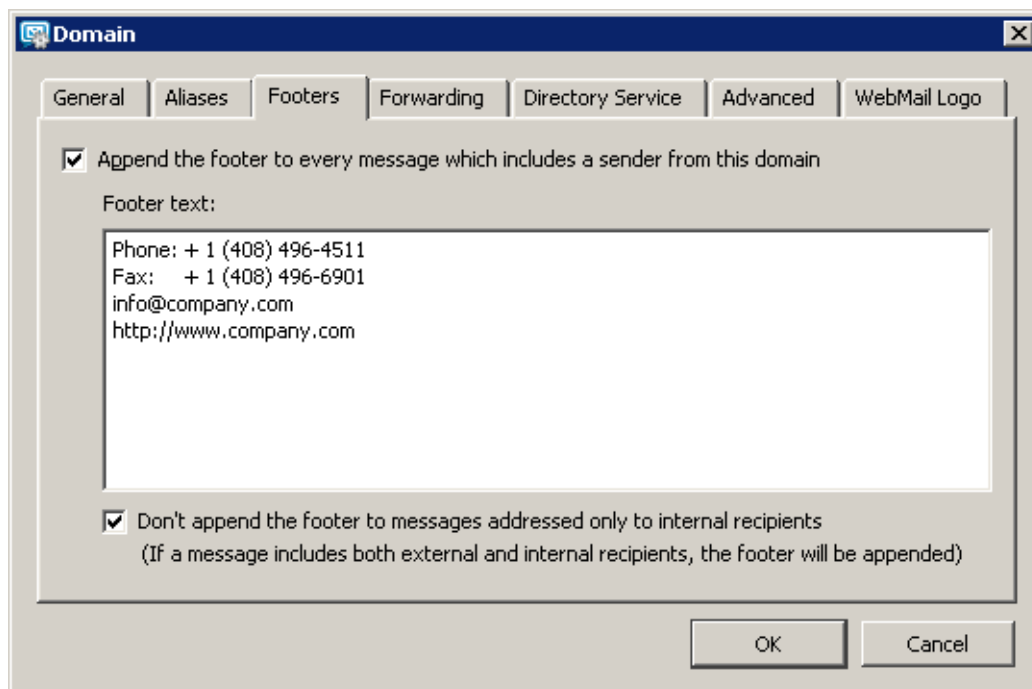 Domain
General
Aliases
Footers
Forwarding
Directory Service
Advanced
WebMail Logo
Append the footer to every message which includes a sender from this domain
Footer text:
Phone: + 1 (408) 496-4511
Fax: + 1 (408) 496-6901
info@company.com
http://www.company.com
Don't append the footer to messages addressed only to internal recipients
(If a message includes both external and internal recipients, the footer will be appended)
OK
Cancel